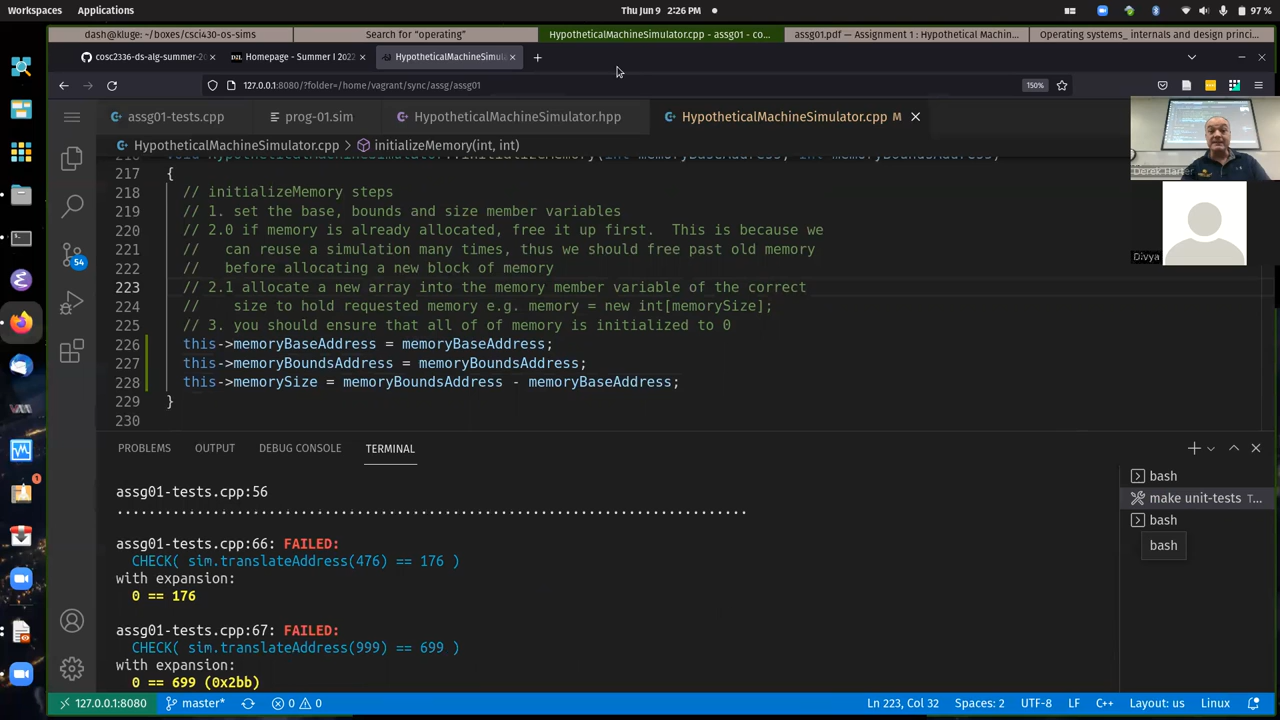 Workspaces Applications Thu Jun 9 2:26 PM 97 %
dash@kluge: ~/boxes/csci430-os-sims Search for "operating" HypotheticalMachineSimulator.cpp - assg01 - co... assg01.pdf — Assignment 1 : Hypothetical Machin... Operating systems_ internals and design princi...
cosc2336-ds-alg-summer-2 D2L Homepage - Summer I 2022 HypotheticalMachineSimula
127.0.0.1:8080/?folder=/home/vagrant/sync/assg/assg01 150%
assg01-tests.cpp prog-01.sim HypotheticalMachineSimulator.hpp HypotheticalMachineSimulator.cpp M
HypotheticalMachineSimulator.cpp > initializeMemory(int, int)
217 {
218 // initializeMemory steps
219 // 1. set the base, bounds and size member variables
220 // 2.0 if memory is already allocated, free it up first. This is because we
221 // can reuse a simulation many times, thus we should free past old memory
222 // before allocating a new block of memory
223 // 2.1 allocate a new array into the memory member variable of the correct
224 // size to hold requested memory e.g. memory = new int[memorySize];
225 // 3. you should ensure that all of of memory is initialized to 0
226 this->memoryBaseAddress = memoryBaseAddress;
227 this->memoryBoundsAddress = memoryBoundsAddress;
228 this->memorySize = memoryBoundsAddress - memoryBaseAddress;
229 }
230
Derek Harter
Divya
54
1
PROBLEMS OUTPUT DEBUG CONSOLE TERMINAL
assg01-tests.cpp:56
...............................................................................
assg01-tests.cpp:66: FAILED:
CHECK( sim.translateAddress(476) == 176 )
with expansion:
0 == 176
assg01-tests.cpp:67: FAILED:
CHECK( sim.translateAddress(999) == 699 )
with expansion:
0 == 699 (0x2bb)
bash
make unit-tests T...
bash
bash
127.0.0.1:8080 master* 0 0 Ln 223, Col 32 Spaces: 2 UTF-8 LF C++ Layout: us Linux